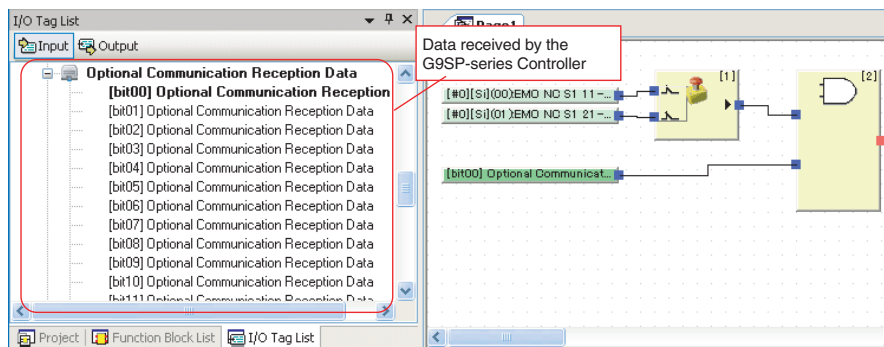 I/O Tag List
Input Output
Optional Communication Reception Data
[bit00] Optional Communication Reception
[bit01] Optional Communication Reception Data
[bit02] Optional Communication Reception Data
[bit03] Optional Communication Reception Data
[bit04] Optional Communication Reception Data
[bit05] Optional Communication Reception Data
[bit06] Optional Communication Reception Data
[bit07] Optional Communication Reception Data
[bit08] Optional Communication Reception Data
[bit09] Optional Communication Reception Data
[bit10] Optional Communication Reception Data
[bit11] Optional Communication Reception Data
Project Function Block List I/O Tag List
Data received by the
G9SP-series Controller
Page1
[#0][Si](00):EMO NC S1 11-...
[#0][Si](01):EMO NC S1 21-...
[bit00] Optional Communicat...
[1]
[2]